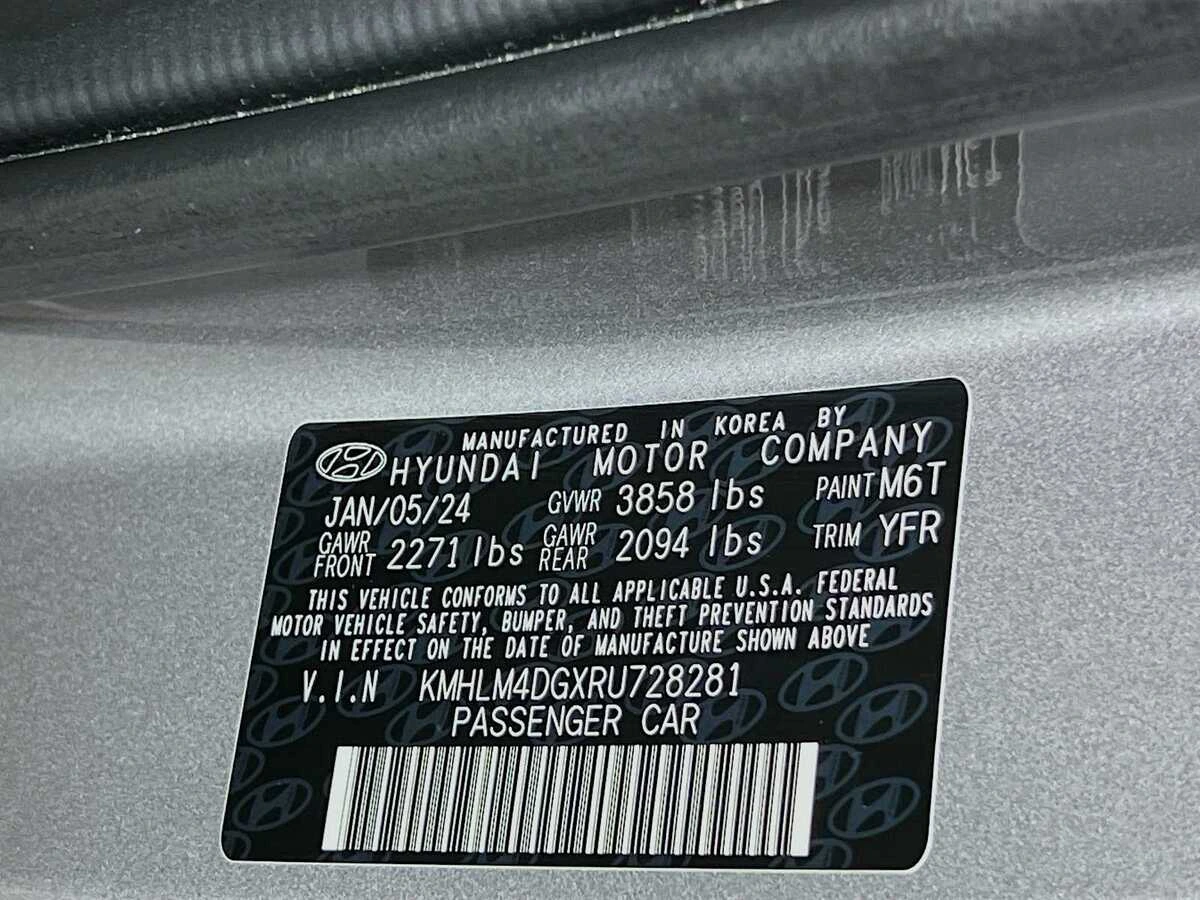 MANUFACTURED IN KOREA BY
HYUNDAI MOTOR COMPANY
JAN/05/24 GVWR 3858 lbs PAINT M6T
GAWR FRONT 2271 lbs GAWR REAR 2094 lbs TRIM YFR
THIS VEHICLE CONFORMS TO ALL APPLICABLE U.S.A. FEDERAL
MOTOR VEHICLE SAFETY, BUMPER, AND THEFT PREVENTION STANDARDS
IN EFFECT ON THE DATE OF MANUFACTURE SHOWN ABOVE
V.I.N KMHLM4DGXRU728281
PASSENGER CAR